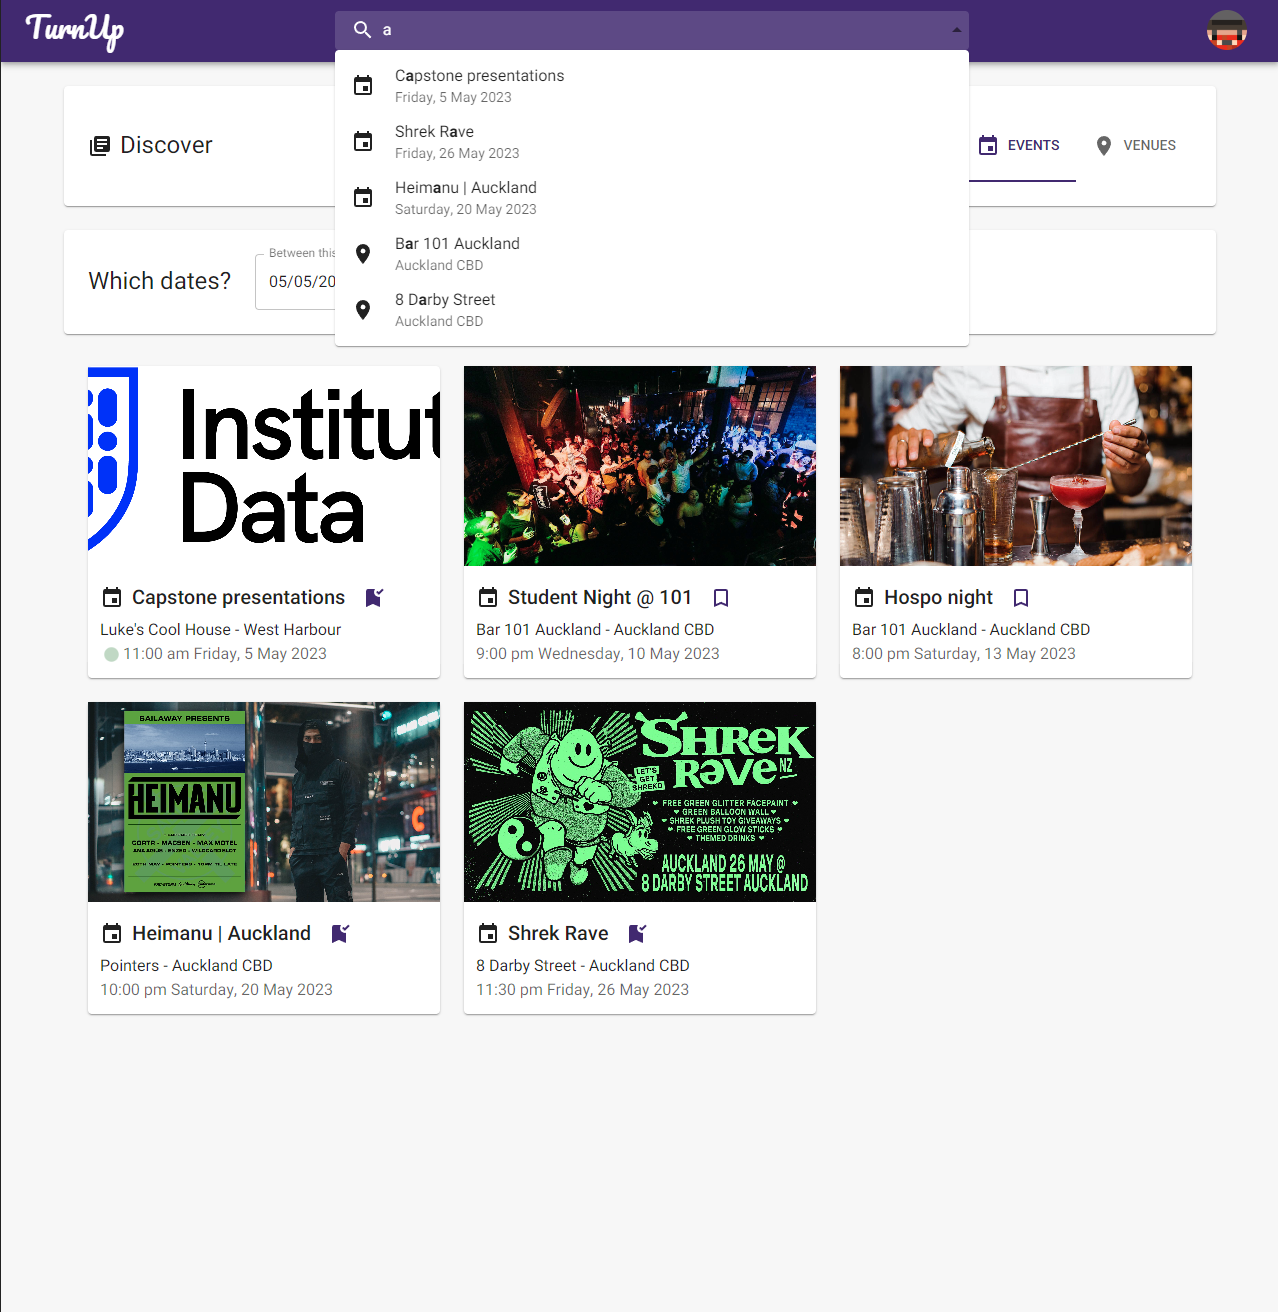 TurnUp
a
Capstone presentations
Friday, 5 May 2023
Shrek Rave
Friday, 26 May 2023
Heimanu | Auckland
Saturday, 20 May 2023
Bar 101 Auckland
Auckland CBD
8 Darby Street
Auckland CBD
Discover
EVENTS
VENUES
Which dates?
Between this
05/05/20
Institut
Data
Capstone presentations
Luke's Cool House - West Harbour
11:00 am Friday, 5 May 2023
Student Night @ 101
Bar 101 Auckland - Auckland CBD
9:00 pm Wednesday, 10 May 2023
Hospo night
Bar 101 Auckland - Auckland CBD
8:00 pm Saturday, 13 May 2023
SAILAWAY PRESENTS
HEIMANU
Heimanu | Auckland
Pointers - Auckland CBD
10:00 pm Saturday, 20 May 2023
SHREK
RAVE NZ
LET'S
GET
SHREKD
FREE GREEN GLITTER FACEPAINT
GREEN BALLOON WALL
SHREK PLUSH TOY GIVEAWAYS
FREE GREEN GLOW STICKS
THEMED DRINKS
AUCKLAND 26 MAY @
8 DARBY STREET AUCKLAND
Shrek Rave
8 Darby Street - Auckland CBD
11:30 pm Friday, 26 May 2023